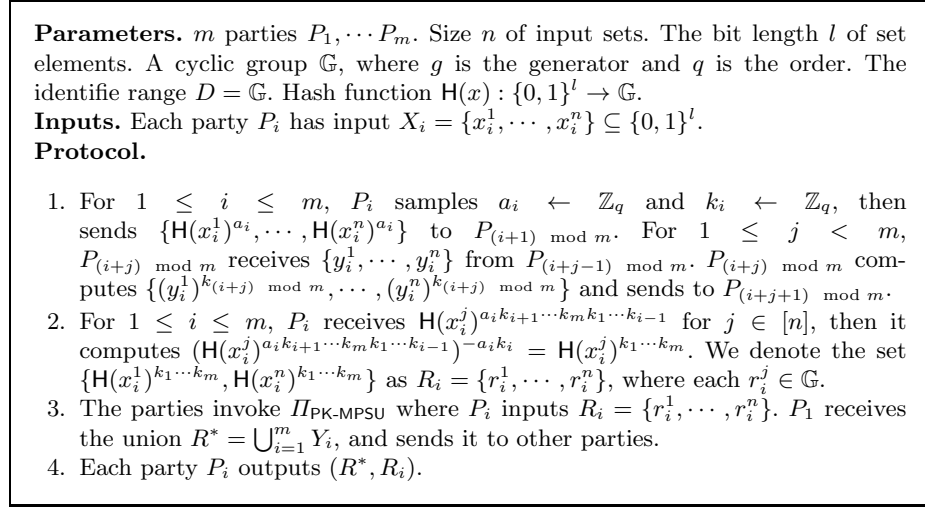 Parameters. m parties P₁, ⋯ Pₘ. Size n of input sets. The bit length l of set
elements. A cyclic group 𝔾, where g is the generator and q is the order. The
identifie range D = 𝔾. Hash function H(x) : {0, 1}^l → 𝔾.
Inputs. Each party P_i has input X_i = {x_i^1, ⋯ , x_i^n} ⊆ {0, 1}^l.
Protocol.
1. For 1 ≤ i ≤ m, P_i samples a_i ← ℤ_q and k_i ← ℤ_q, then
sends {H(x_i^1)^{a_i}, ⋯ , H(x_i^n)^{a_i}} to P_{(i+1) mod m}. For 1 ≤ j < m,
P_{(i+j) mod m} receives {y_i^1, ⋯ , y_i^n} from P_{(i+j−1) mod m}. P_{(i+j) mod m} com-
putes {(y_i^1)^{k_{(i+j) mod m}}, ⋯ , (y_i^n)^{k_{(i+j) mod m}}} and sends to P_{(i+j+1) mod m}.
2. For 1 ≤ i ≤ m, P_i receives H(x_i^j)^{a_i k_{i+1}⋯k_m k_1⋯k_{i−1}} for j ∈ [n], then it
computes (H(x_i^j)^{a_i k_{i+1}⋯k_m k_1⋯k_{i−1}})^{−a_i k_i} = H(x_i^j)^{k_1⋯k_m}. We denote the set
{H(x_i^1)^{k_1⋯k_m}, H(x_i^n)^{k_1⋯k_m}} as R_i = {r_i^1, ⋯ , r_i^n}, where each r_i^j ∈ 𝔾.
3. The parties invoke Π_{PK-MPSU} where P_i inputs R_i = {r_i^1, ⋯ , r_i^n}. P₁ receives
the union R* = ⋃_{i=1}^m Y_i, and sends it to other parties.
4. Each party P_i outputs (R*, R_i).